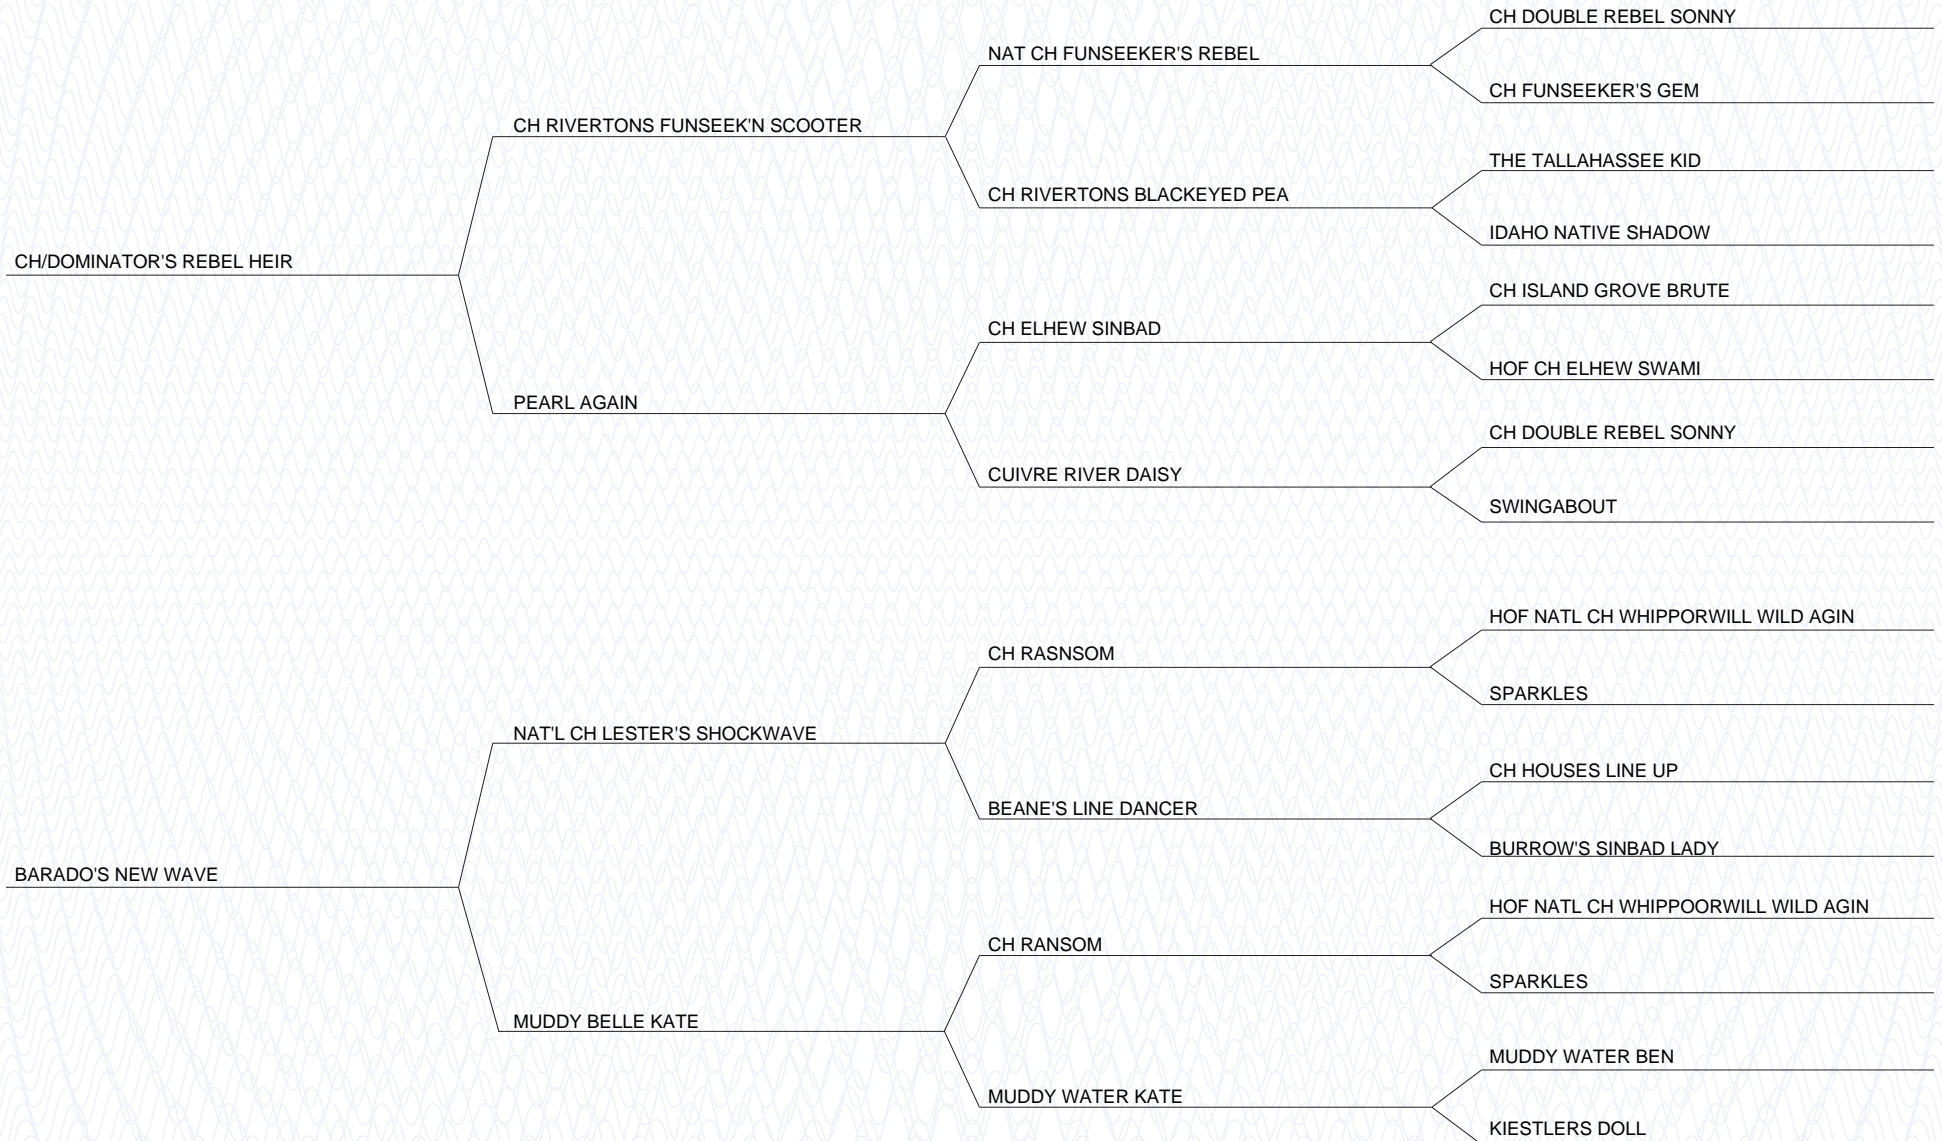 CH DOUBLE REBEL SONNY
NAT CH FUNSEEKER'S REBEL
CH FUNSEEKER'S GEM
CH RIVERTONS FUNSEEK'N SCOOTER
THE TALLAHASSEE KID
CH RIVERTONS BLACKEYED PEA
IDAHO NATIVE SHADOW
CH/DOMINATOR'S REBEL HEIR
CH ISLAND GROVE BRUTE
CH ELHEW SINBAD
HOF CH ELHEW SWAMI
PEARL AGAIN
CH DOUBLE REBEL SONNY
CUIVRE RIVER DAISY
SWINGABOUT
HOF NATL CH WHIPPORWILL WILD AGIN
CH RASNSOM
SPARKLES
NAT'L CH LESTER'S SHOCKWAVE
CH HOUSES LINE UP
BEANE'S LINE DANCER
BURROW'S SINBAD LADY
BARADO'S NEW WAVE
HOF NATL CH WHIPPOORWILL WILD AGIN
CH RANSOM
SPARKLES
MUDDY BELLE KATE
MUDDY WATER BEN
MUDDY WATER KATE
KIESTLERS DOLL